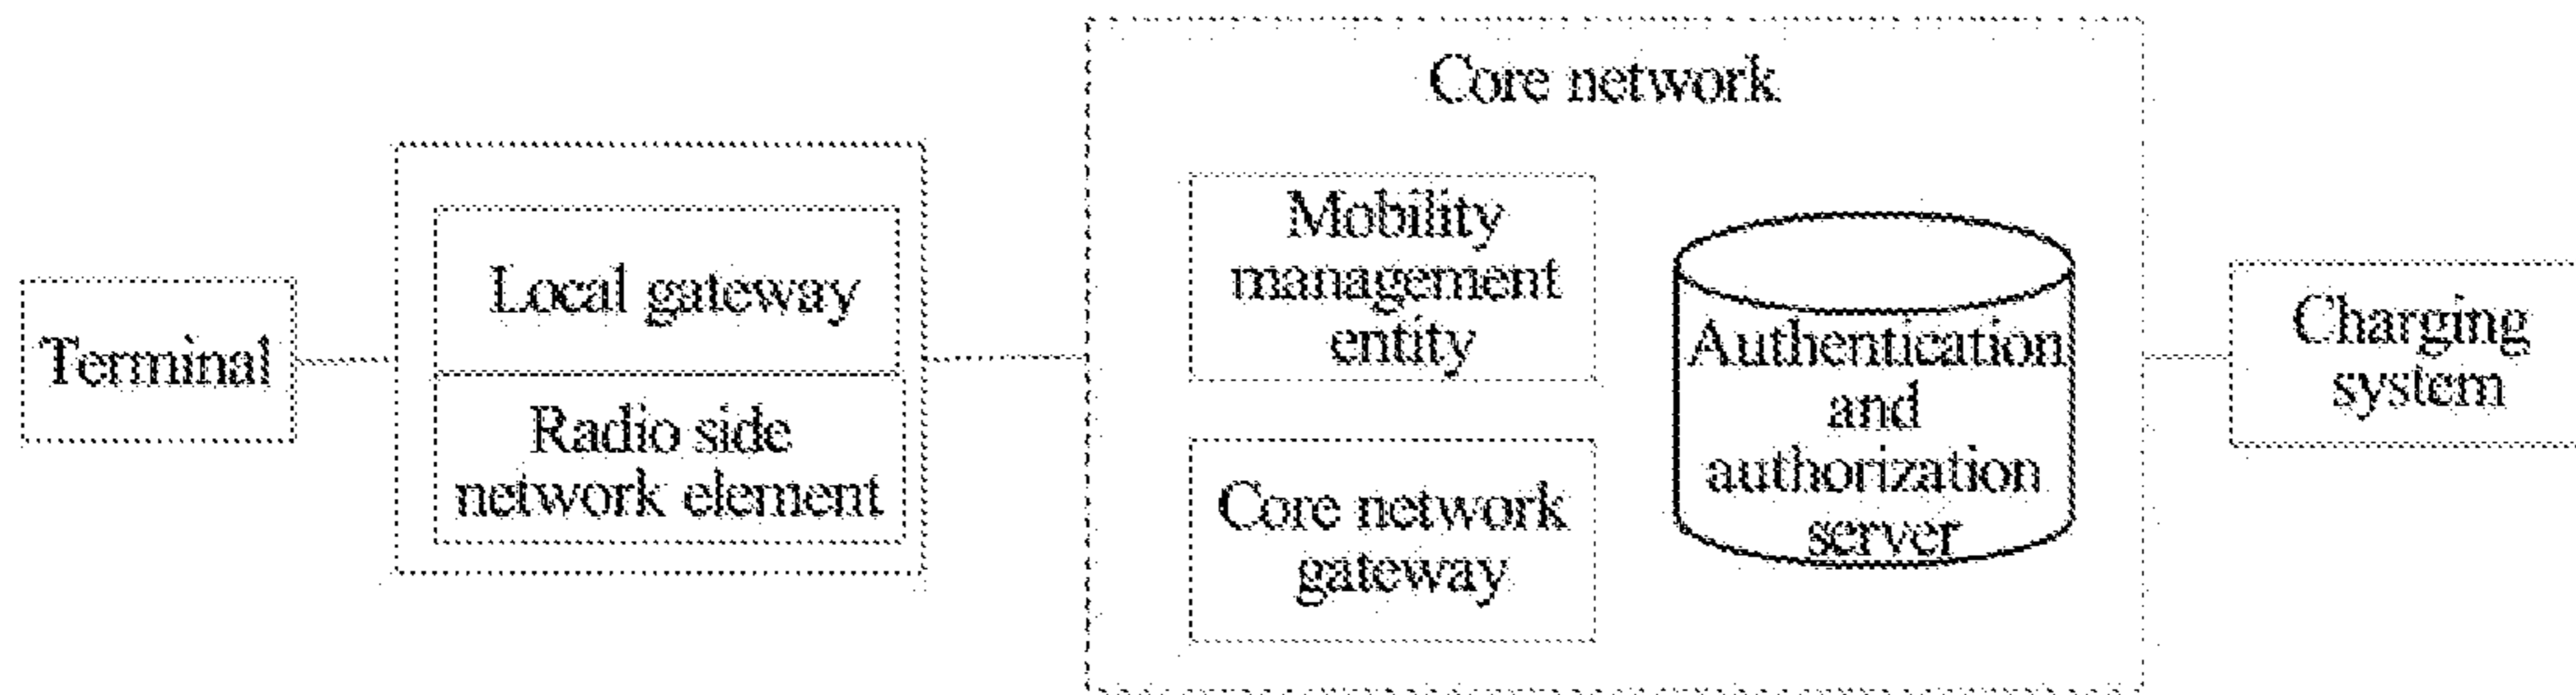 Core network
Terminal
Local gateway
Radio side
network element
Mobility
management
entity
Core network
gateway
Authentication
and
authorization
server
Charging
system